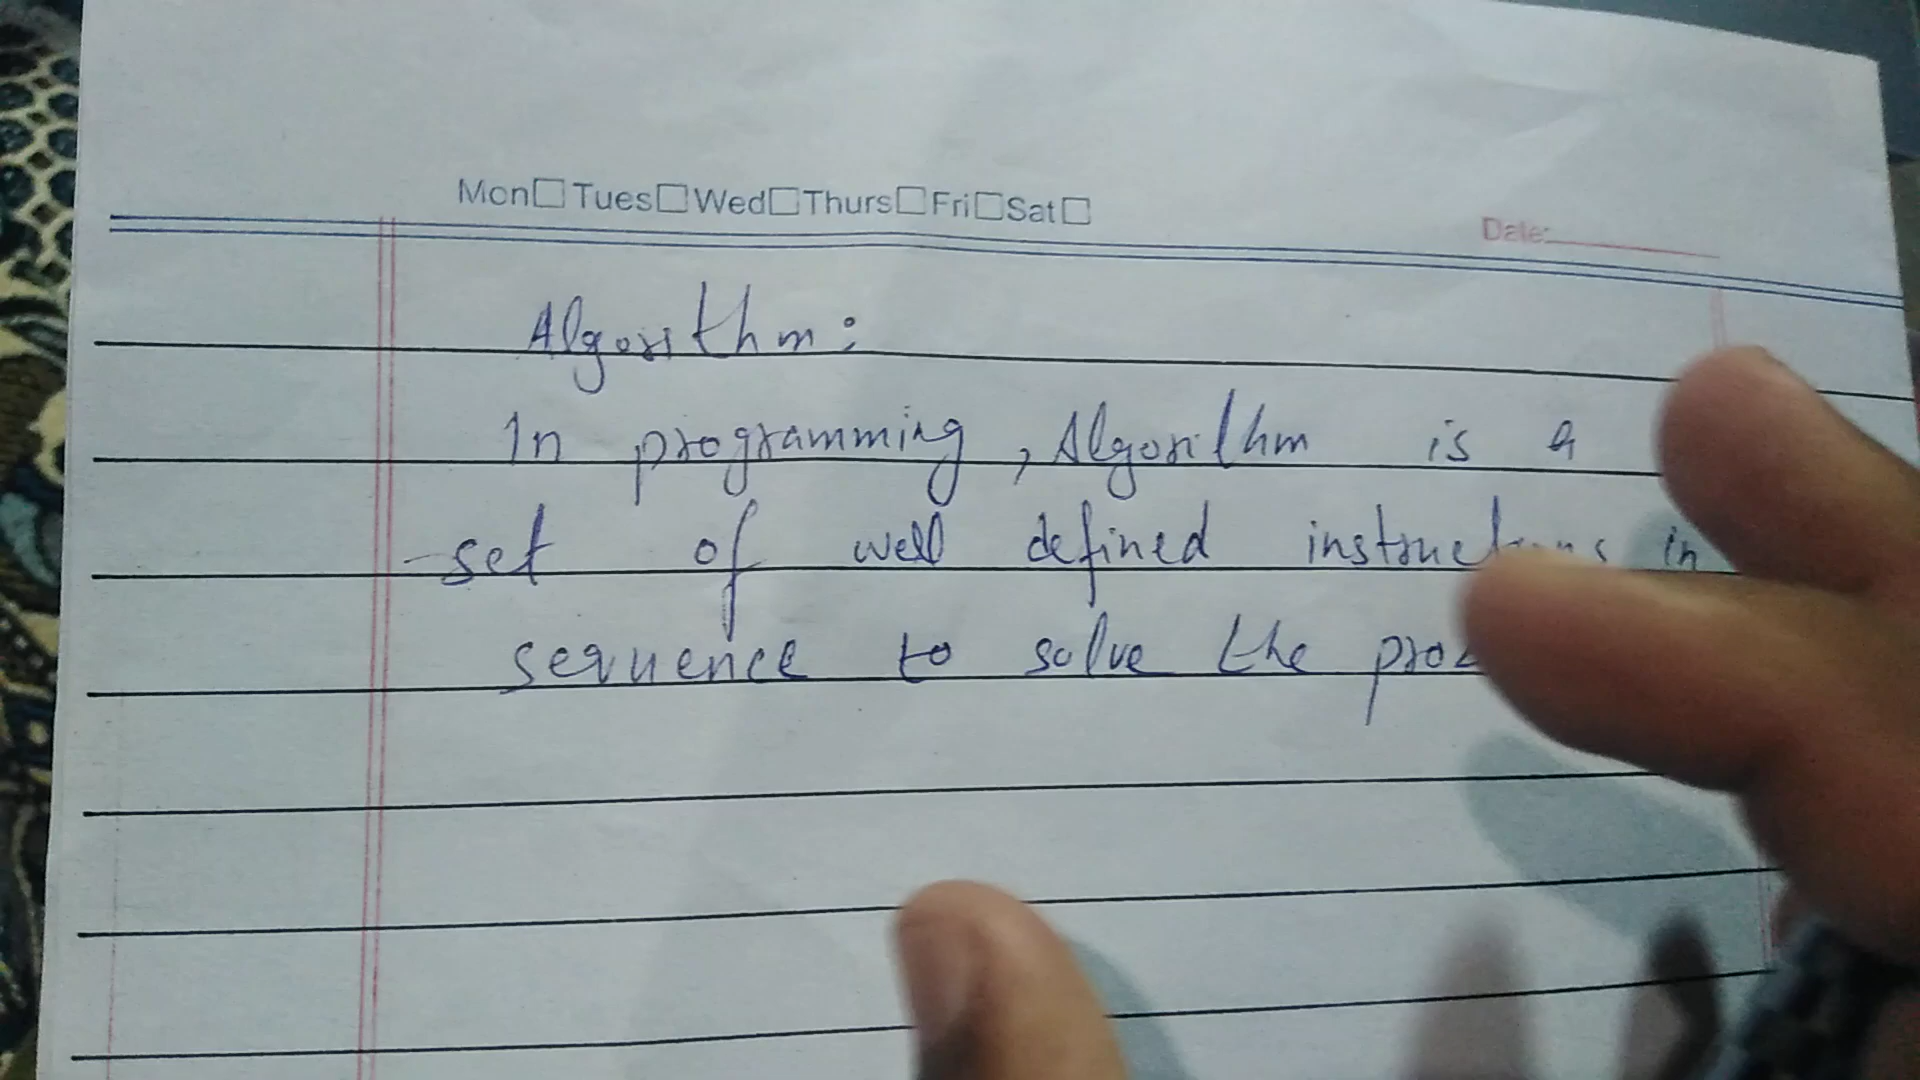 Mon Tues Wed Thurs Fri Sat
Date:
Algorithm:
In programming, Algorithm is a
set of well defined in
sequence to solve the